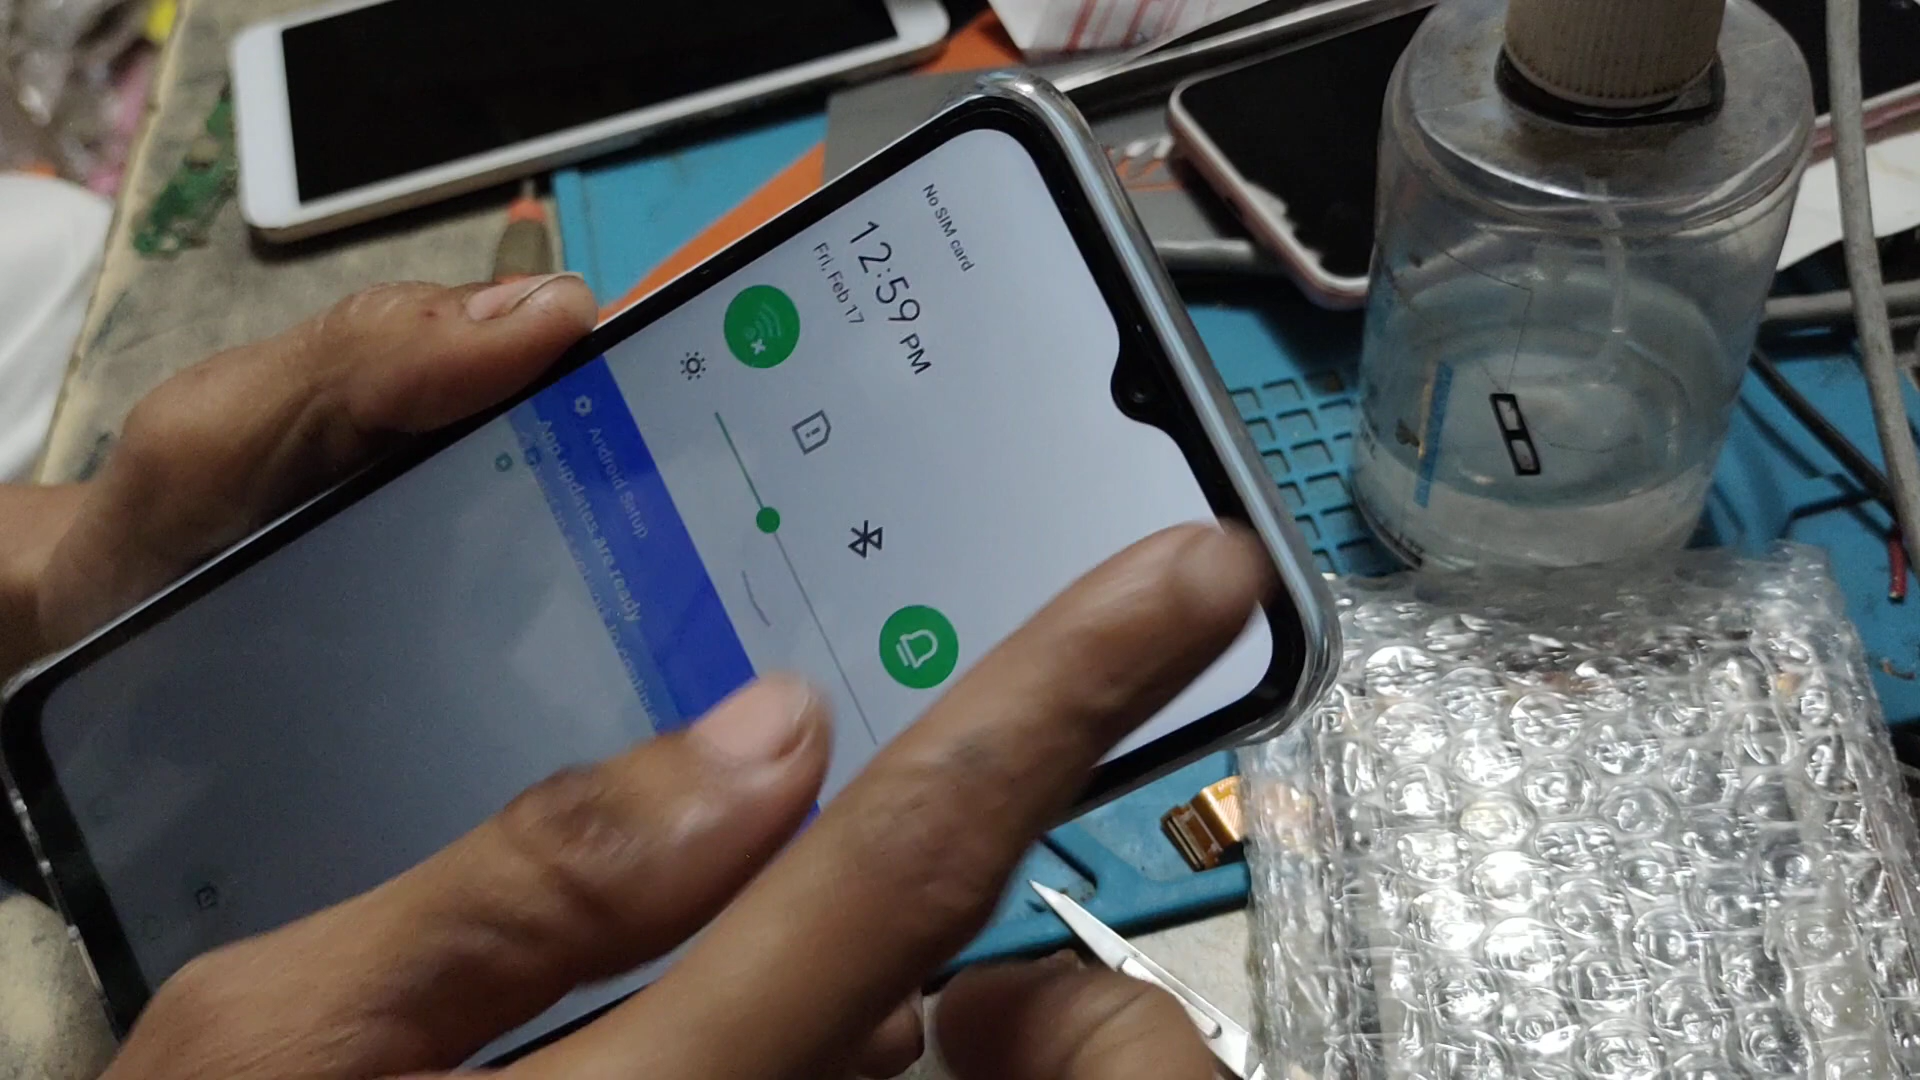 No SIM card
12:59 PM
Fri, Feb 17
Android Setup
App updates are ready